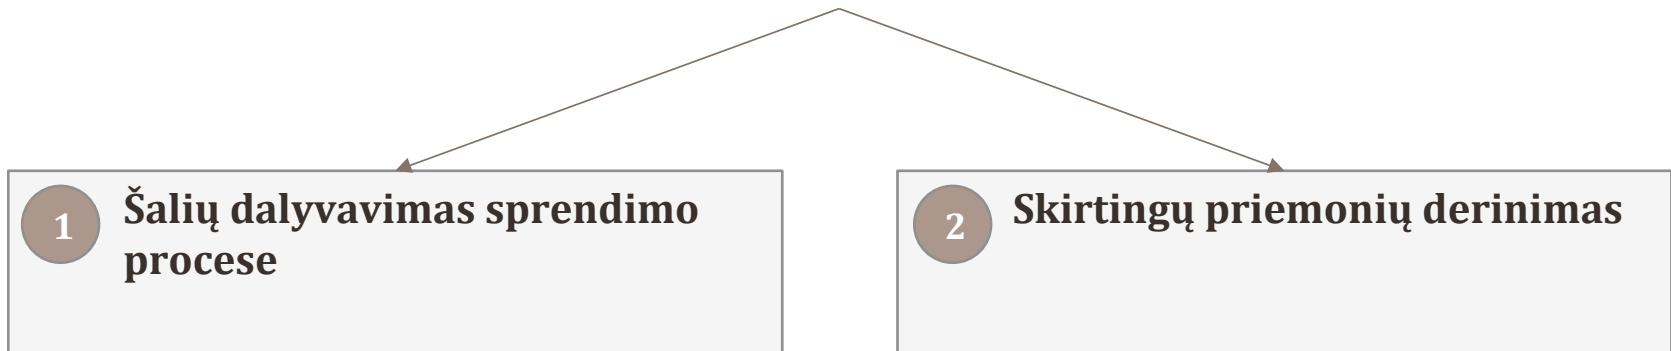 1
Šalių dalyvavimas sprendimo
procese
2
Skirtingų priemonių derinimas